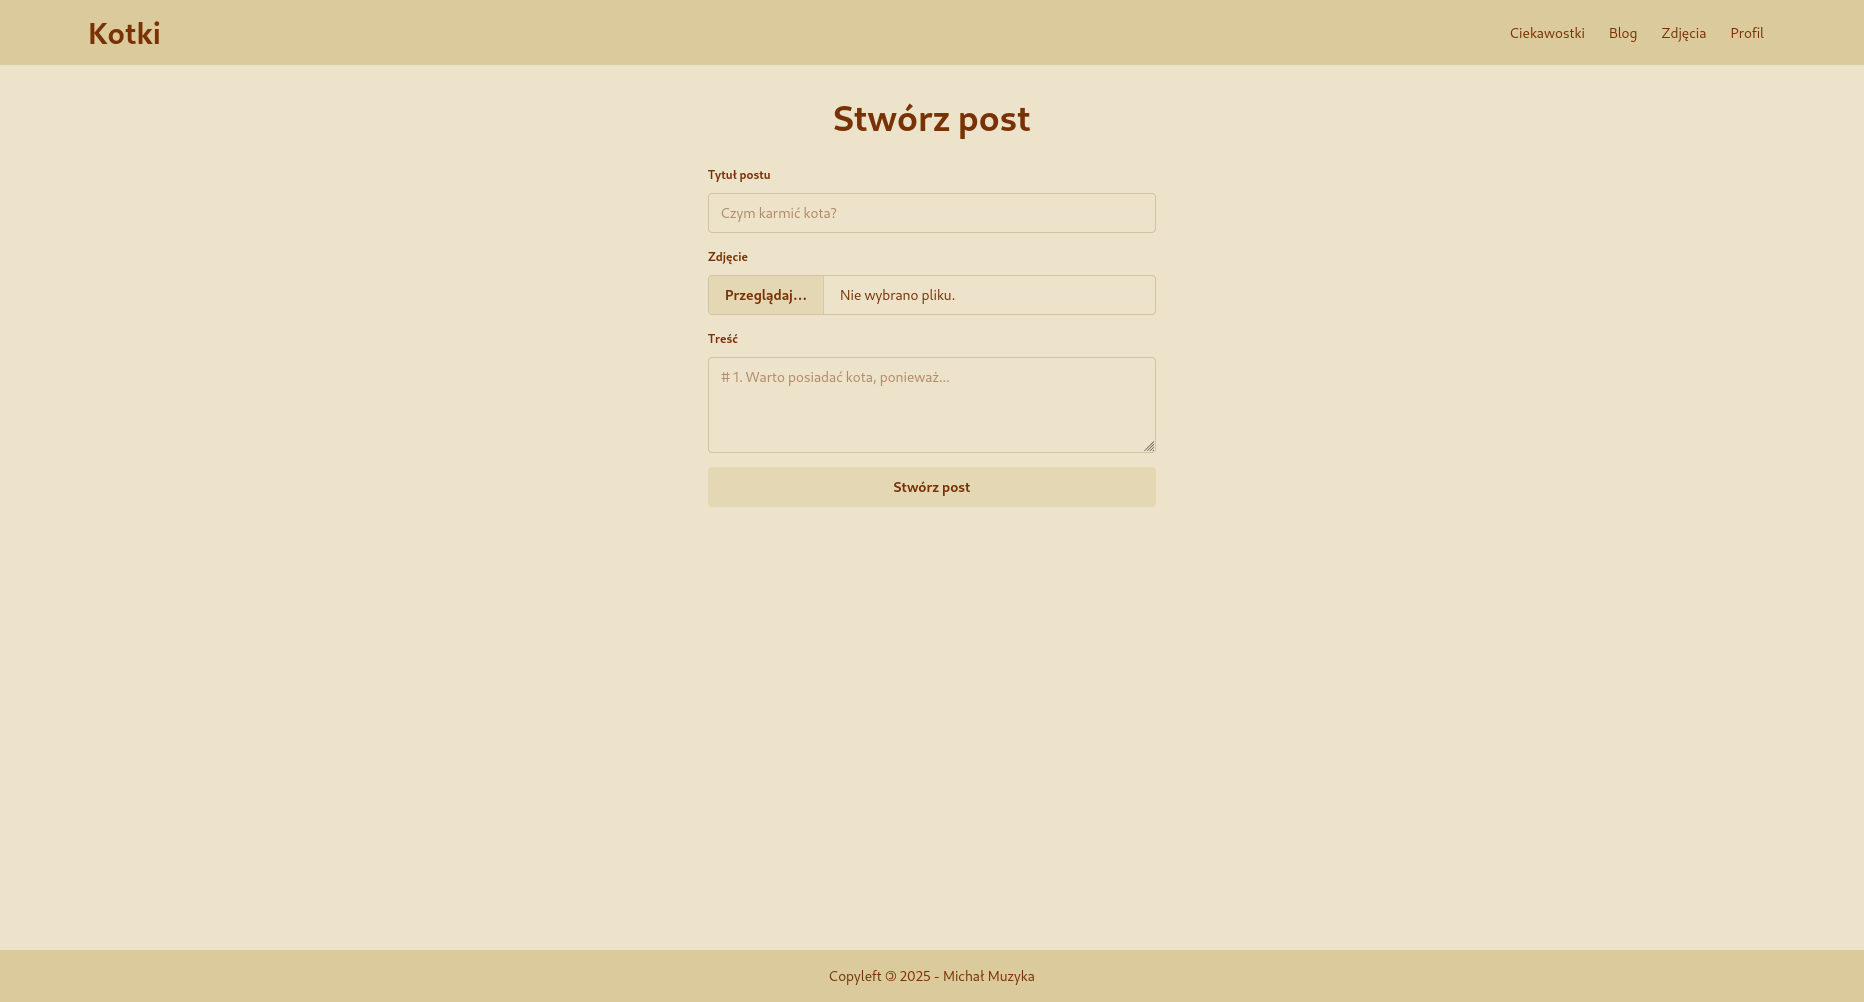 Kotki
Ciekawostki Blog Zdjęcia Profil
Stwórz post
Tytuł postu
Czym karmić kota?
Zdjęcie
Przeglądaj... Nie wybrano pliku.
Treść
# 1. Warto posiadać kota, ponieważ...
Stwórz post
Copyleft 🄯 2025 - Michał Muzyka